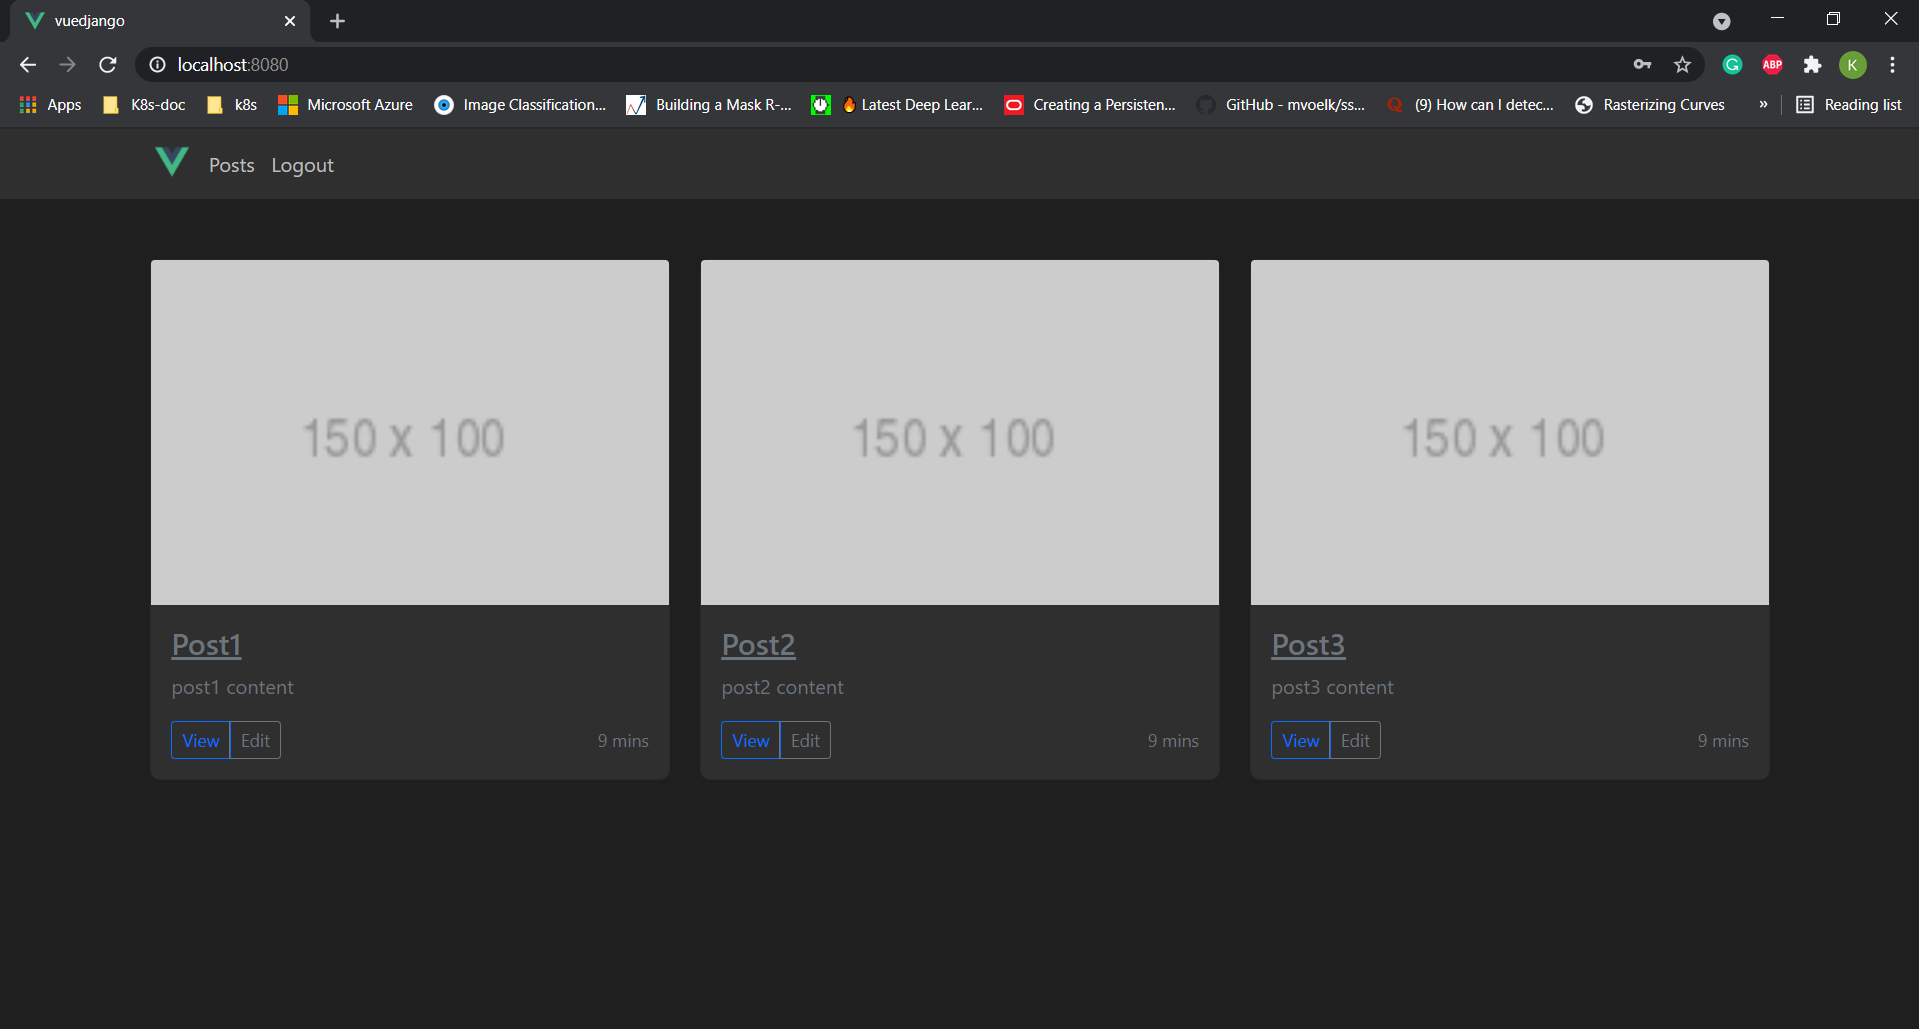 vuedjango
localhost:8080
ABP
K
Apps K8s-doc k8s Microsoft Azure Image Classification... Building a Mask R-... 🔥 Latest Deep Lear... Creating a Persisten... GitHub - mvoelk/ss... Q (9) How can I detec... Rasterizing Curves » Reading list
Posts Logout
150 x 100 150 x 100 150 x 100
Post1 Post2 Post3
post1 content post2 content post3 content
View Edit 9 mins View Edit 9 mins View Edit 9 mins